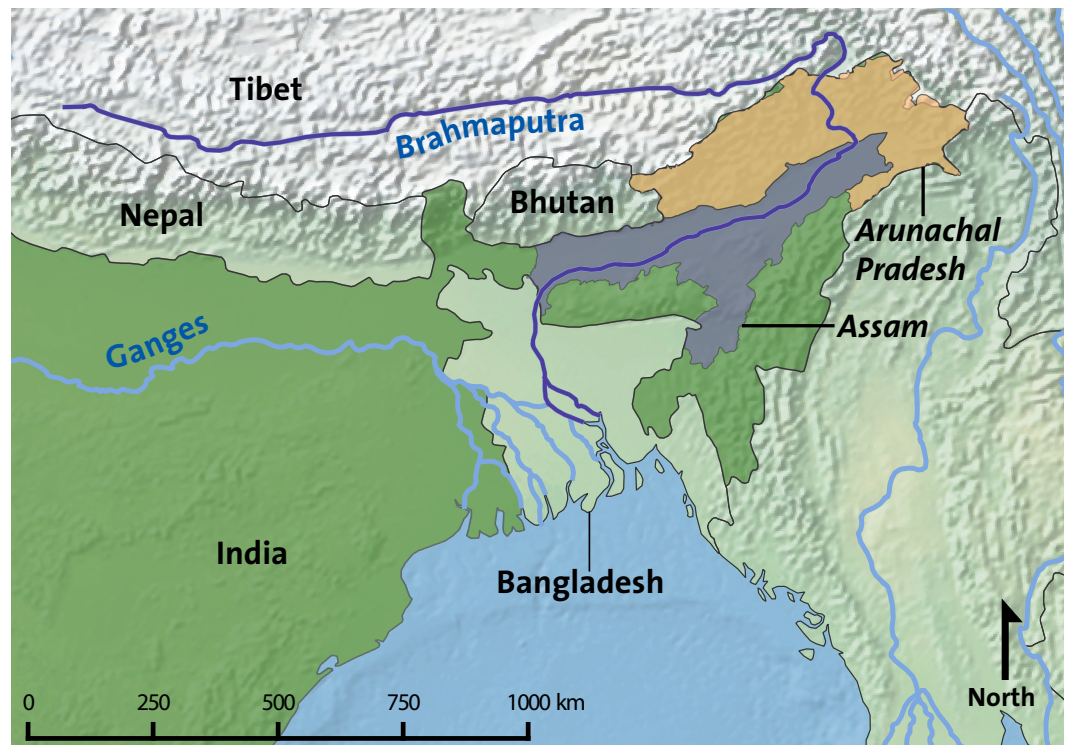 Tibet
Brahmaputra
Nepal
Bhutan
Arunachal
Pradesh
Ganges
Assam
India
Bangladesh
0 250 500 750 1000 km
North